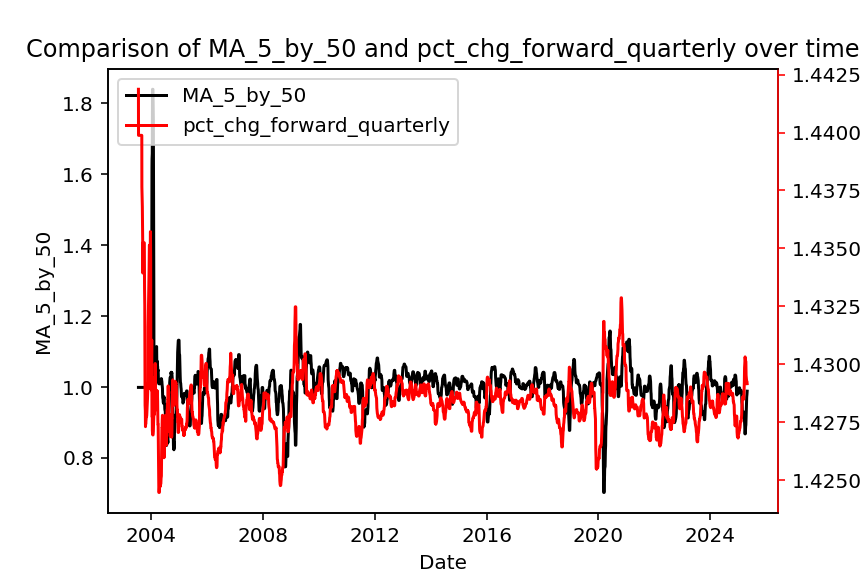 Comparison of MA_5_by_50 and pct_chg_forward_quarterly over time
MA_5_by_50
pct_chg_forward_quarterly
MA_5_by_50
1.8
1.6
1.4
1.2
1.0
0.8
1.4425
1.4400
1.4375
1.4350
1.4325
1.4300
1.4275
1.4250
2004 2008 2012 2016 2020 2024
Date